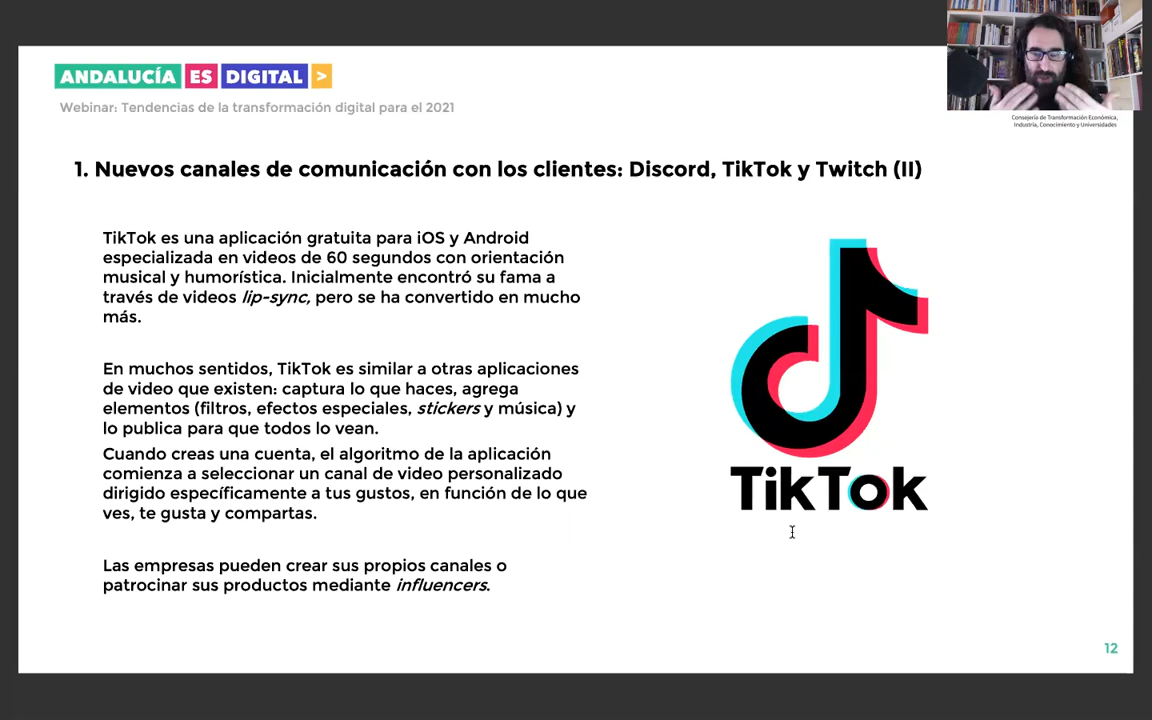 ANDALUCÍA ES DIGITAL >
Webinar: Tendencias de la transformación digital para el 2021
Consejería de Transformación Económica,
Industria, Conocimiento y Universidades
1. Nuevos canales de comunicación con los clientes: Discord, TikTok y Twitch (II)
TikTok es una aplicación gratuita para iOS y Android
especializada en videos de 60 segundos con orientación
musical y humorística. Inicialmente encontró su fama a
través de videos lip-sync, pero se ha convertido en mucho
más.
En muchos sentidos, TikTok es similar a otras aplicaciones
de video que existen: captura lo que haces, agrega
elementos (filtros, efectos especiales, stickers y música) y
lo publica para que todos lo vean.
Cuando creas una cuenta, el algoritmo de la aplicación
comienza a seleccionar un canal de video personalizado
dirigido específicamente a tus gustos, en función de lo que
ves, te gusta y compartas.
Las empresas pueden crear sus propios canales o
patrocinar sus productos mediante influencers.
TikTok
12